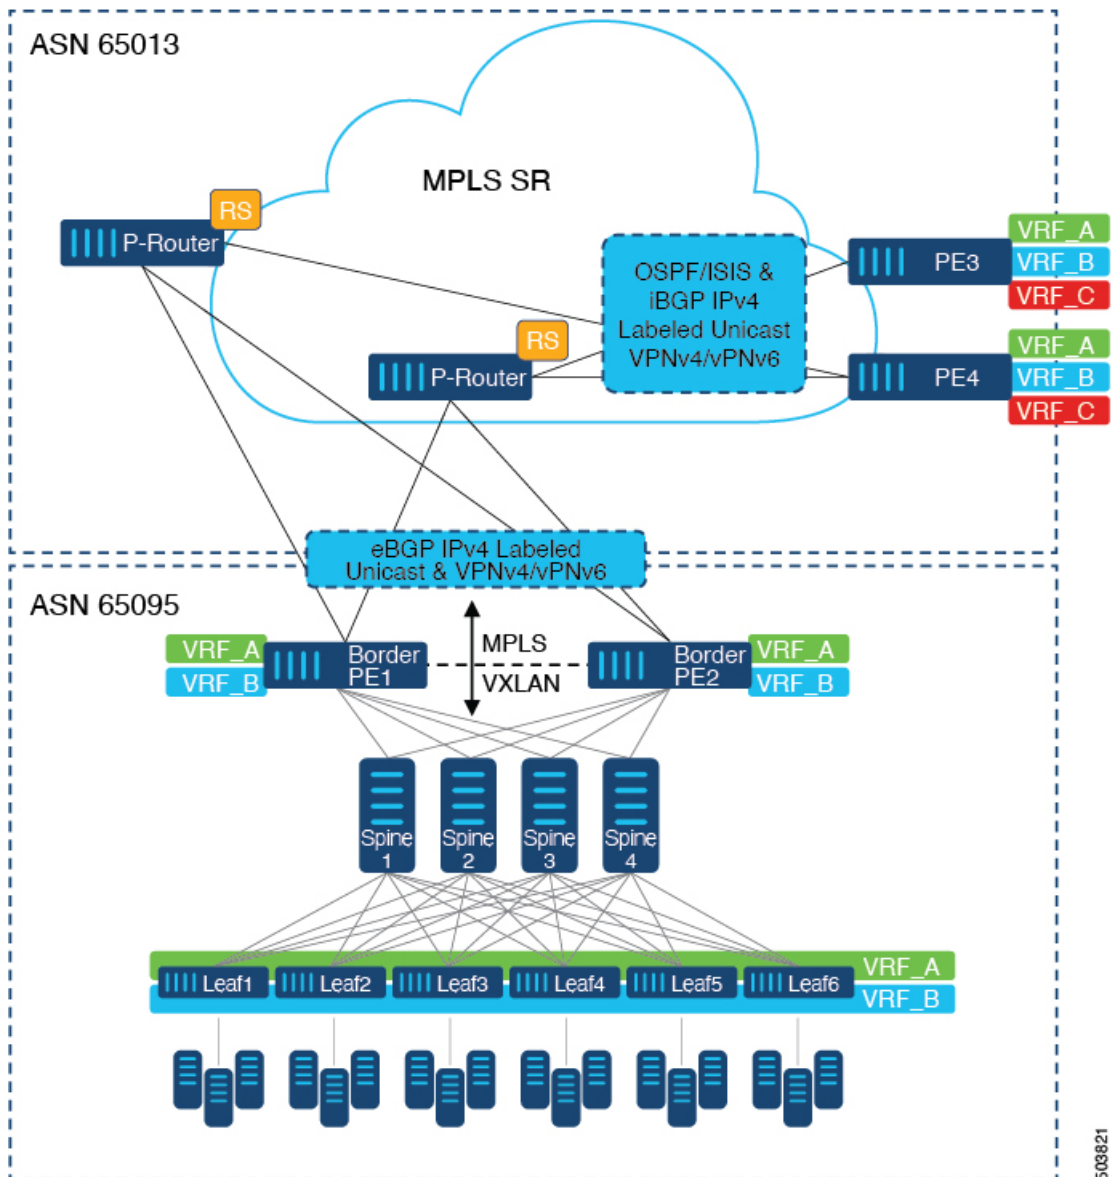 ASN 65013
MPLS SR
RS
P-Router
OSPF/ISIS &
iBGP IPv4
Labeled Unicast
VPNv4/vPNv6
PE3
VRF_A
VRF_B
VRF_C
RS
P-Router
PE4
VRF_A
VRF_B
VRF_C
eBGP IPv4 Labeled
Unicast & VPNv4/vPNv6
ASN 65095
VRF_A
VRF_B
Border
PE1
MPLS
VXLAN
Border
PE2
VRF_A
VRF_B
Spine
1
Spine
2
Spine
3
Spine
4
Leaf1
Leaf2
Leaf3
Leaf4
Leaf5
Leaf6
VRF_A
VRF_B
503821